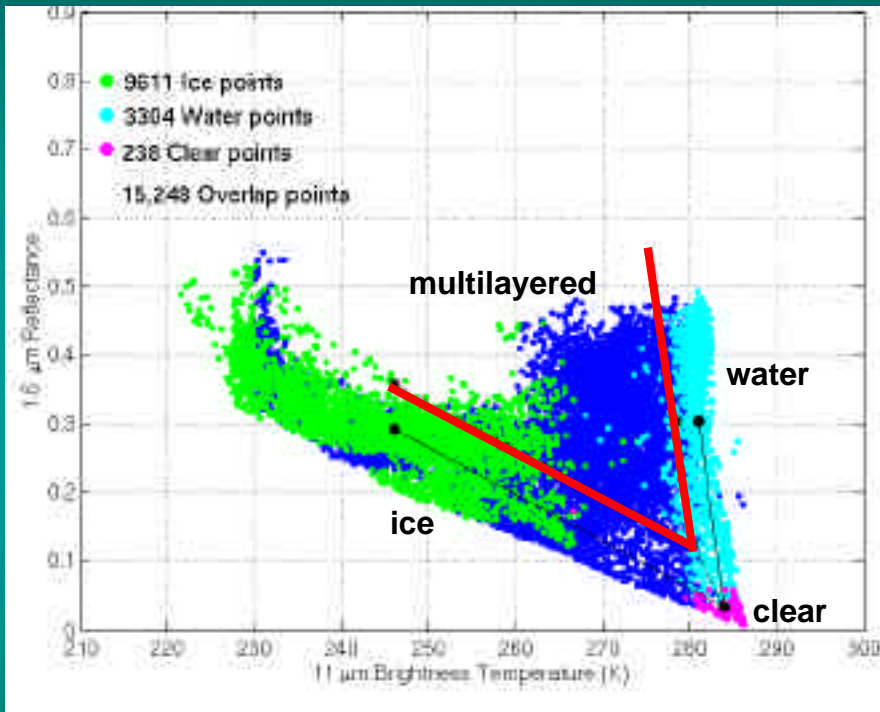 0.9
0.8
0.7
0.6
0.5
0.4
0.3
0.2
0.1
0
1.6 μm Reflectance
9611 Ice points
3304 Water points
238 Clear points
15,248 Overlap points
multilayered
water
ice
clear
210 220 230 240 250 260 270 280 290 300
11 μm Brightness Temperature (K)